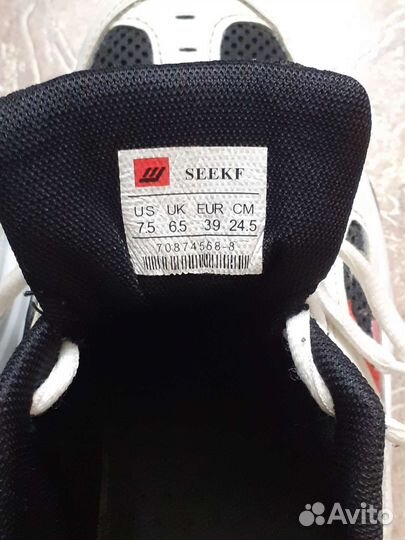 SEEKF
US UK EUR CM
7.5 6.5 39 24.5
70874568-8
Avito